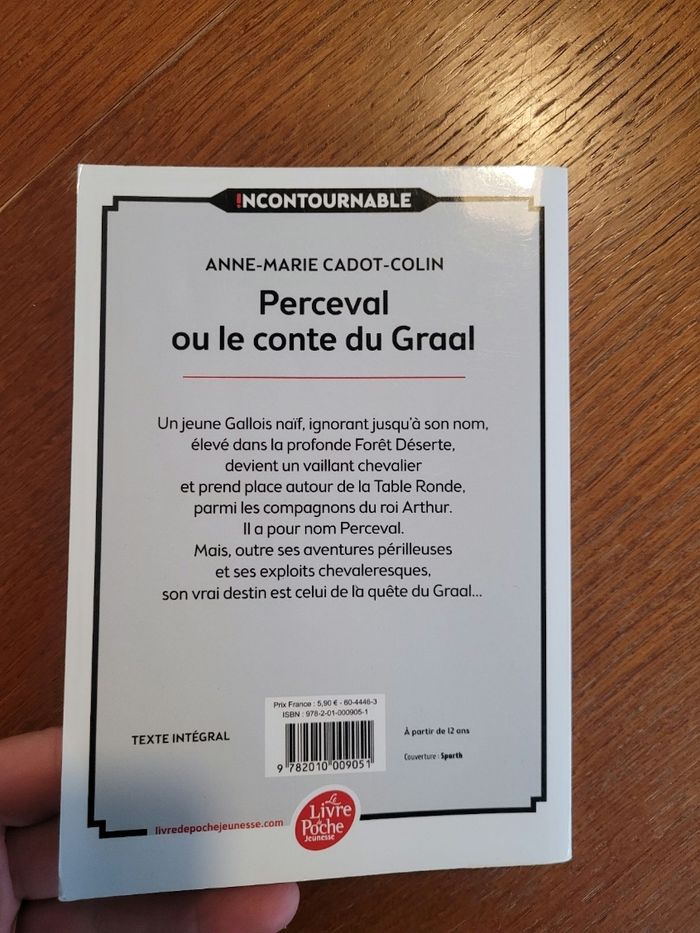 INCONTOURNABLE
ANNE-MARIE CADOT-COLIN
Perceval
ou le conte du Graal
Un jeune Gallois naïf, ignorant jusqu'à son nom,
élevé dans la profonde Forêt Déserte,
devient un vaillant chevalier
et prend place autour de la Table Ronde,
parmi les compagnons du roi Arthur.
Il a pour nom Perceval.
Mais, outre ses aventures périlleuses
et ses exploits chevaleresques,
son vrai destin est celui de la quête du Graal...
Prix France : 5,90 € - 60-4446-3
ISBN : 978-2-01-000905-1
9 782010 009051
TEXTE INTÉGRAL
À partir de 12 ans
Couverture : Sparth
livredepochejeunesse.com
Le
Livre
de
Poche
Jeunesse